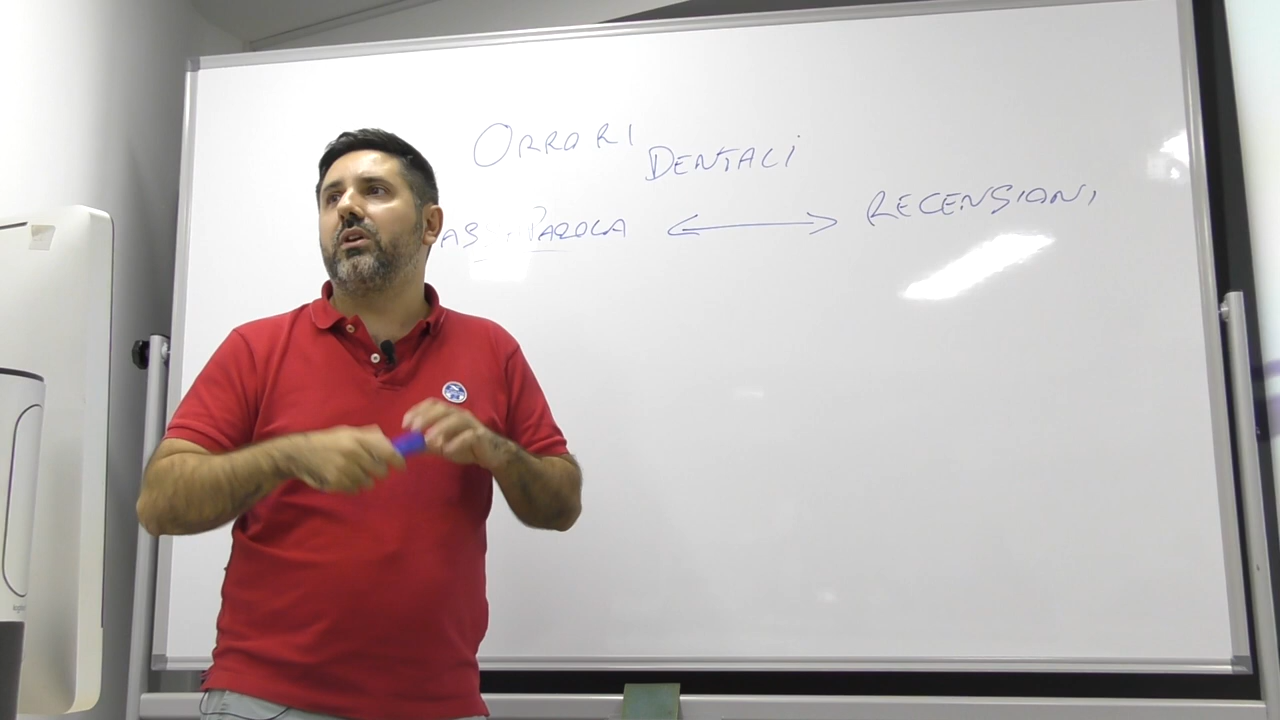 ORRORI
DENTALI
PAROLA ←→ RECENSIONI